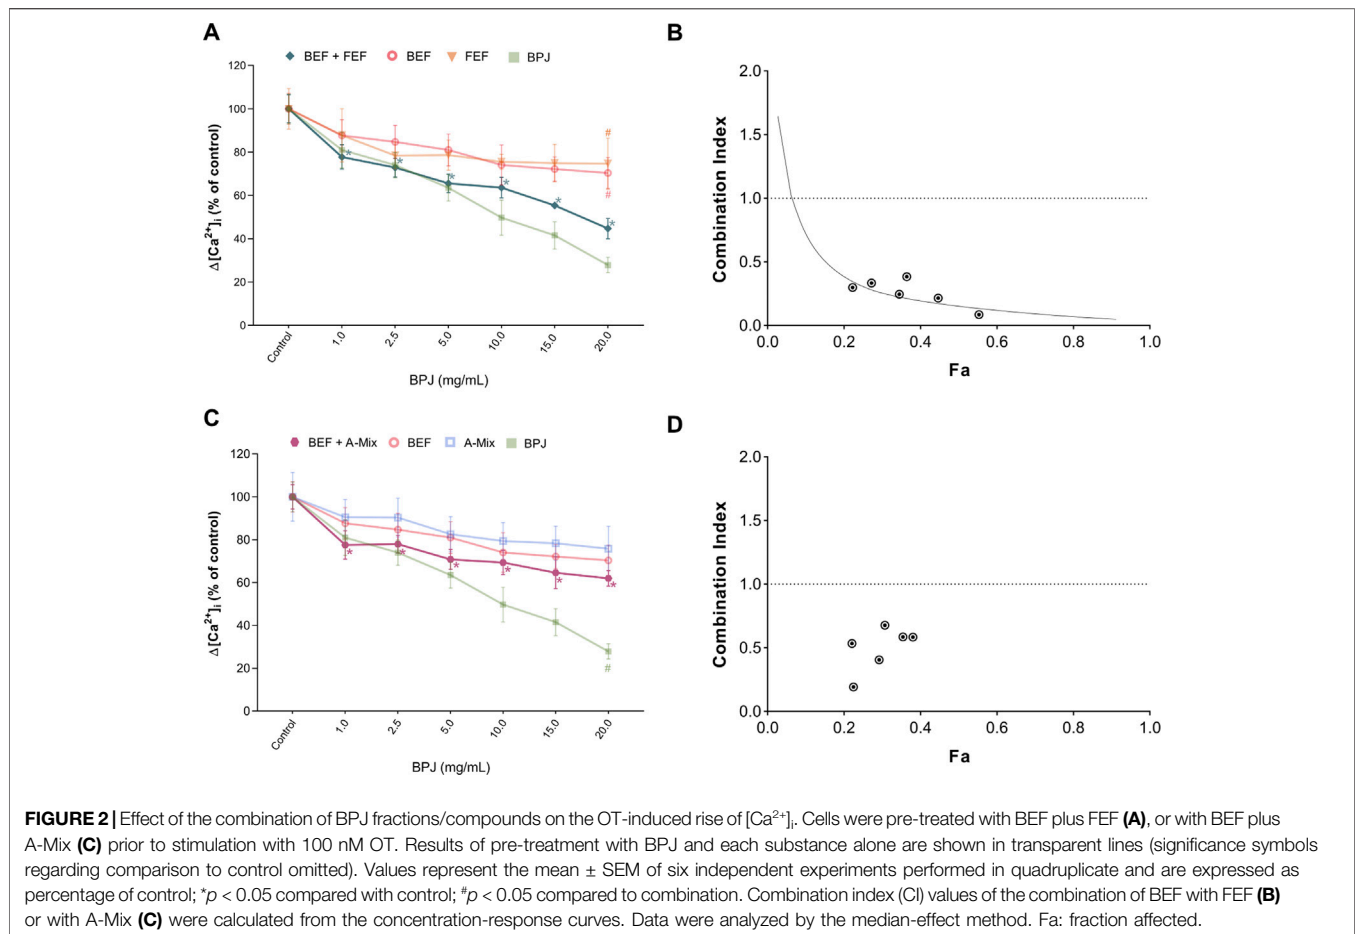 A
BEF + FEF BEF FEF BPJ
120
100
80
60
40
20
0
Δ[Ca²⁺]ᵢ (% of control)
# 
#
* * * * * *
Control 1.0 2.5 5.0 10.0 15.0 20.0
BPJ (mg/mL)
B
2.0
1.5
1.0
0.5
0.0
Combination Index
0.0 0.2 0.4 0.6 0.8 1.0
Fa
C
BEF + A-Mix BEF A-Mix BPJ
120
100
80
60
40
20
0
Δ[Ca²⁺]ᵢ (% of control)
* * * * * *
#
Control 1.0 2.5 5.0 10.0 15.0 20.0
BPJ (mg/mL)
D
2.0
1.5
1.0
0.5
0.0
Combination Index
0.0 0.2 0.4 0.6 0.8 1.0
Fa
FIGURE 2 | Effect of the combination of BPJ fractions/compounds on the OT-induced rise of [Ca²⁺]ᵢ. Cells were pre-treated with BEF plus FEF (A), or with BEF plus
A-Mix (C) prior to stimulation with 100 nM OT. Results of pre-treatment with BPJ and each substance alone are shown in transparent lines (significance symbols
regarding comparison to control omitted). Values represent the mean ± SEM of six independent experiments performed in quadruplicate and are expressed as
percentage of control; *p < 0.05 compared with control; #p < 0.05 compared to combination. Combination index (CI) values of the combination of BEF with FEF (B)
or with A-Mix (C) were calculated from the concentration-response curves. Data were analyzed by the median-effect method. Fa: fraction affected.